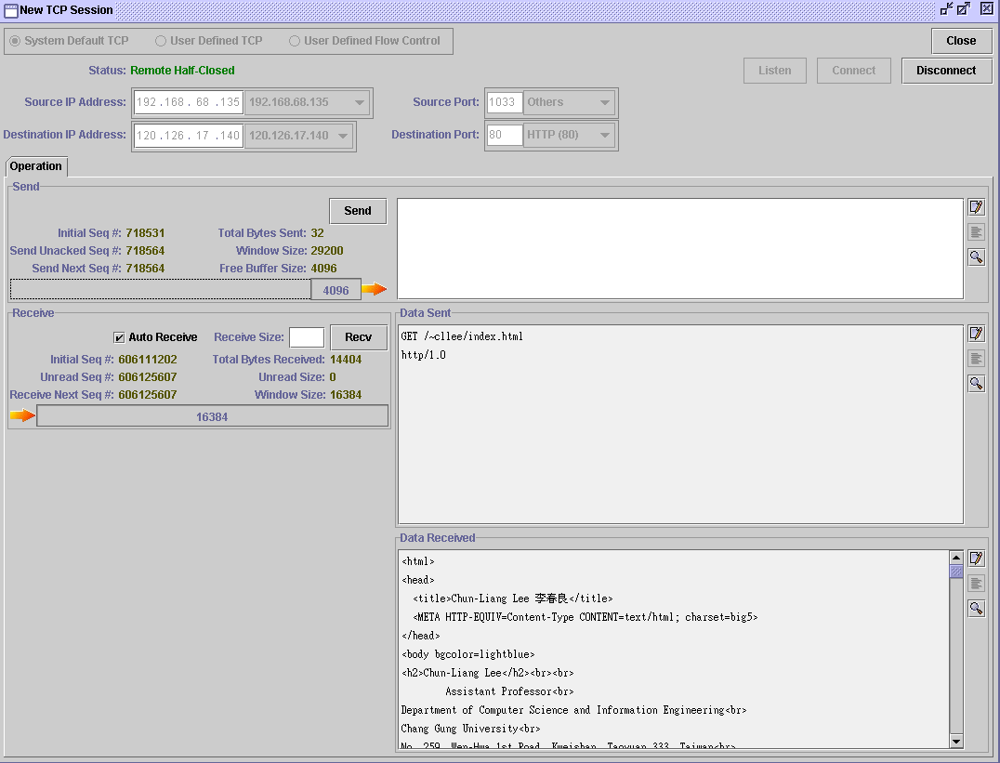 New TCP Session
System Default TCP User Defined TCP User Defined Flow Control Close
Status: Remote Half-Closed Listen Connect Disconnect
Source IP Address: 192.168. 68 .135 192.168.68.135 Source Port: 1033 Others
Destination IP Address: 120.126. 17 .140 120.126.17.140 Destination Port: 80 HTTP (80)
Operation
Send
Send
Initial Seq #: 718531 Total Bytes Sent: 32
Send Unacked Seq #: 718564 Window Size: 29200
Send Next Seq #: 718564 Free Buffer Size: 4096
4096
Receive
Auto Receive Receive Size: Recv
Initial Seq #: 606111202 Total Bytes Received: 14404
Unread Seq #: 606125607 Unread Size: 0
Receive Next Seq #: 606125607 Window Size: 16384
16384
Data Sent
GET /~cllee/index.html
http/1.0
Data Received
<html>
<head>
<title>Chun-Liang Lee 李春良</title>
<META HTTP-EQUIV=Content-Type CONTENT=text/html; charset=big5>
</head>
<body bgcolor=lightblue>
<h2>Chun-Liang Lee</h2><br><br>
Assistant Professor<br>
Department of Computer Science and Information Engineering<br>
Chang Gung University<br>
No. 259, Wen-Hwa 1st Road, Kweishan, Taoyuan 333, Taiwan<br>